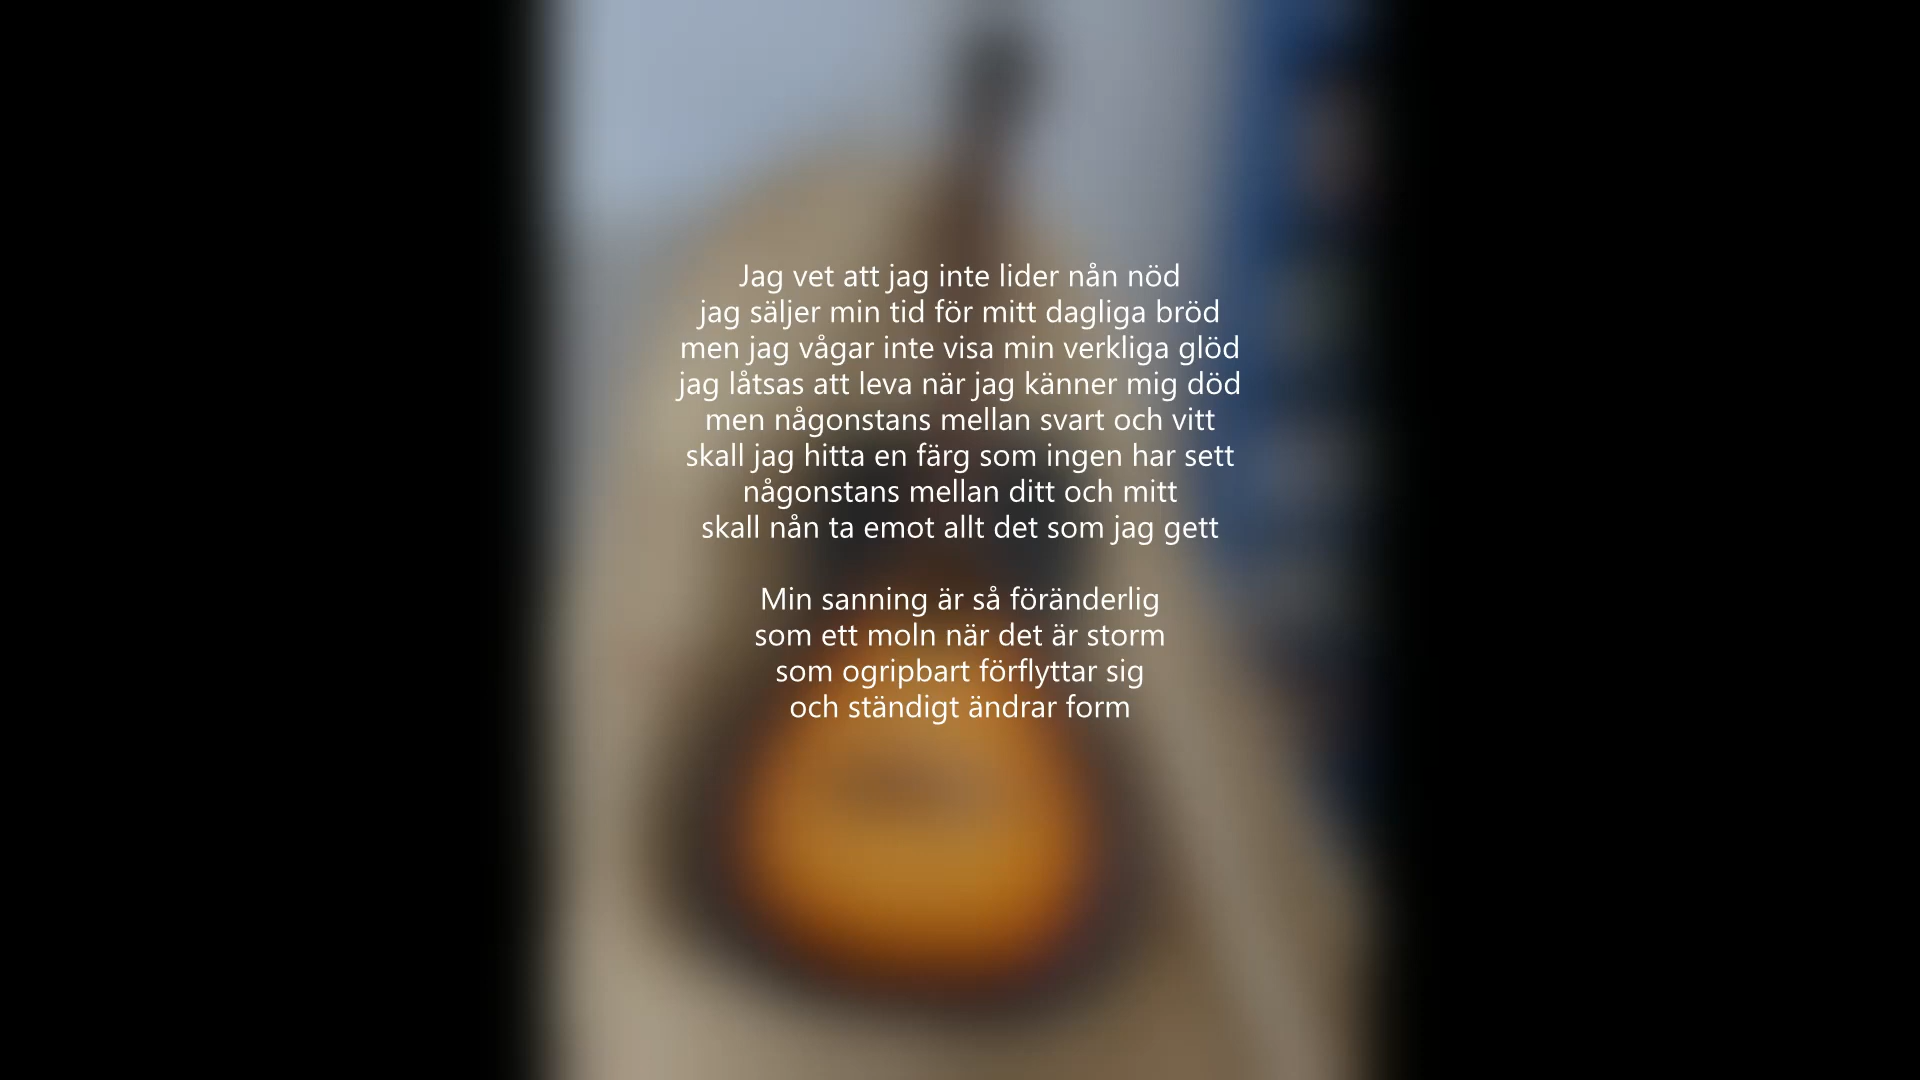 Jag vet att jag inte lider nån nöd
jag säljer min tid för mitt dagliga bröd
men jag vågar inte visa min verkliga glöd
jag låtsas att leva när jag känner mig död
men någonstans mellan svart och vitt
skall jag hitta en färg som ingen har sett
någonstans mellan ditt och mitt
skall nån ta emot allt det som jag gett

Min sanning är så föränderlig
som ett moln när det är storm
som ogripbart förflyttar sig
och ständigt ändrar form